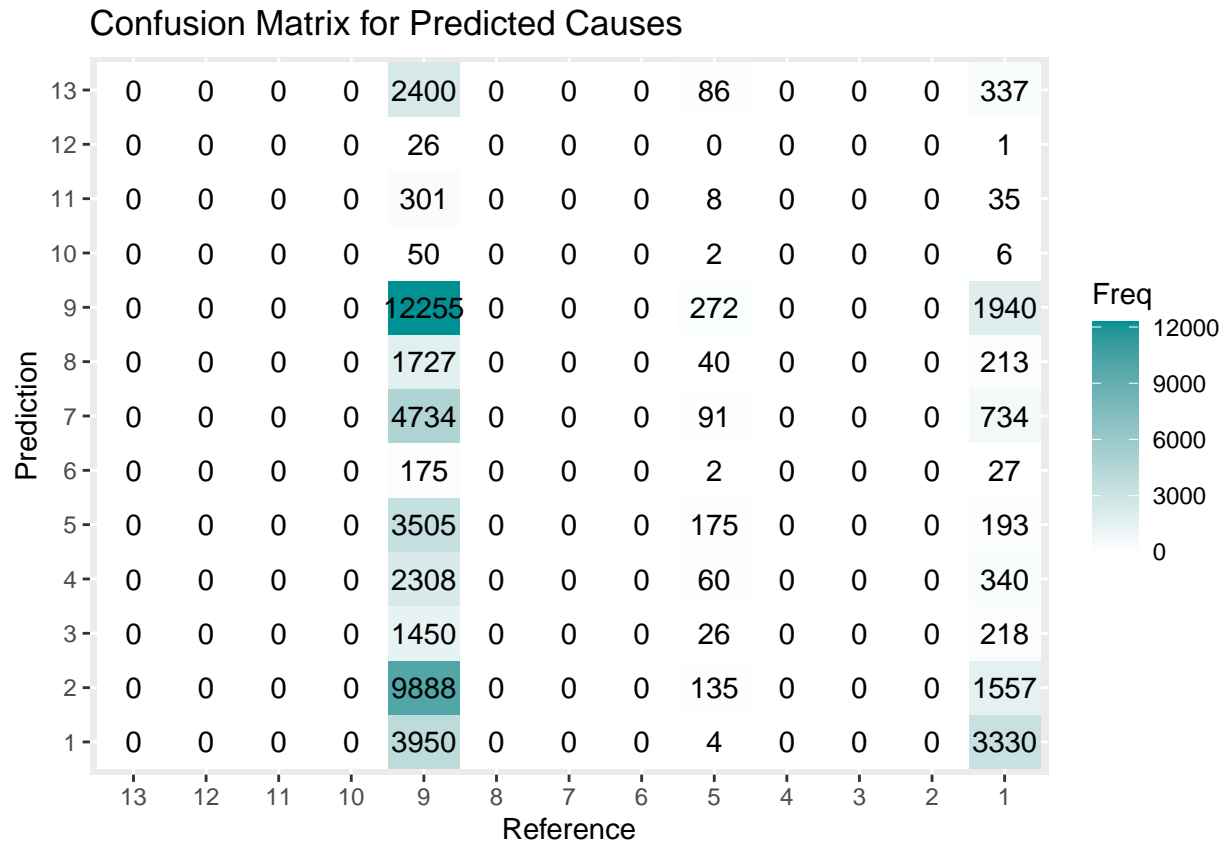 Confusion Matrix for Predicted Causes
13 0 0 0 0 2400 0 0 0 86 0 0 0 337
12 0 0 0 0 26 0 0 0 0 0 0 0 1
11 0 0 0 0 301 0 0 0 8 0 0 0 35
10 0 0 0 0 50 0 0 0 2 0 0 0 6
9 0 0 0 0 12255 0 0 0 272 0 0 0 1940
8 0 0 0 0 1727 0 0 0 40 0 0 0 213
7 0 0 0 0 4734 0 0 0 91 0 0 0 734
6 0 0 0 0 175 0 0 0 2 0 0 0 27
5 0 0 0 0 3505 0 0 0 175 0 0 0 193
4 0 0 0 0 2308 0 0 0 60 0 0 0 340
3 0 0 0 0 1450 0 0 0 26 0 0 0 218
2 0 0 0 0 9888 0 0 0 135 0 0 0 1557
1 0 0 0 0 3950 0 0 0 4 0 0 0 3330
13 12 11 10 9 8 7 6 5 4 3 2 1
Reference
Prediction
Freq
12000
9000
6000
3000
0